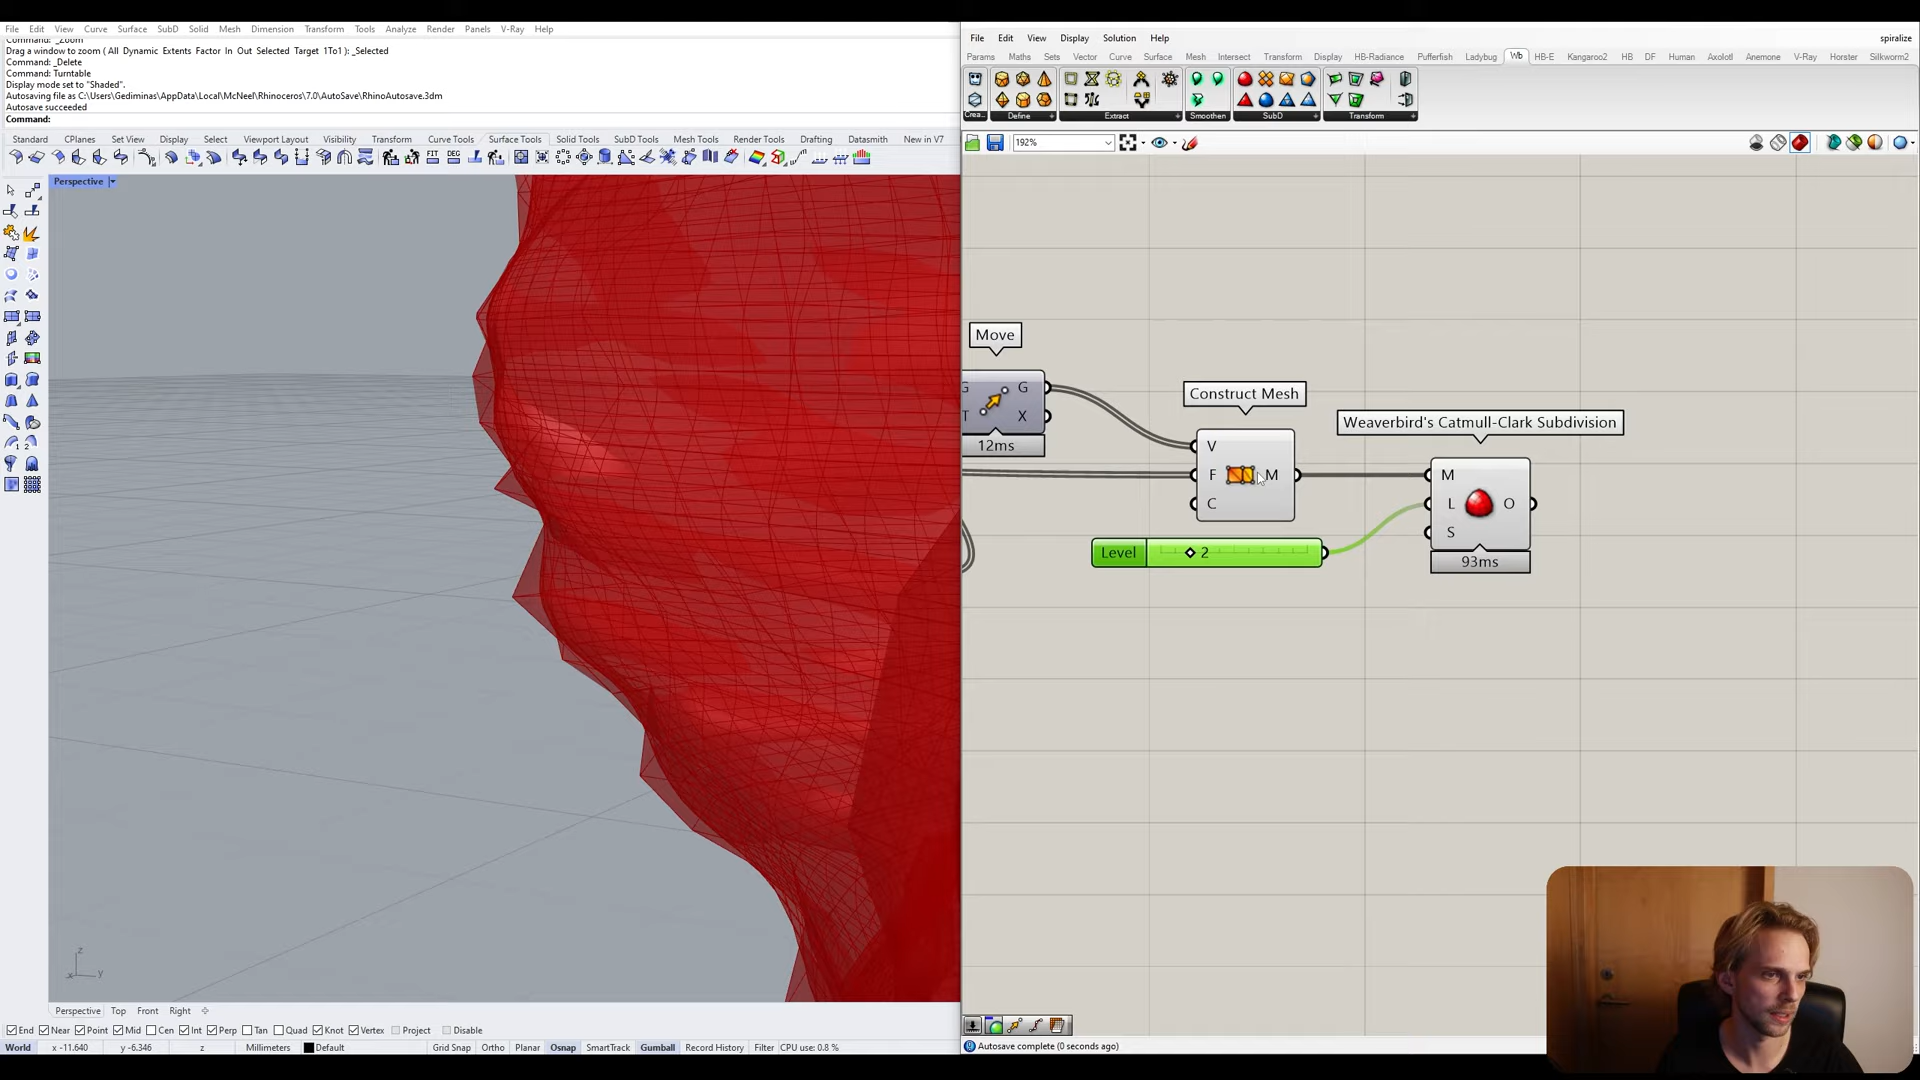 File Edit View Curve Surface SubD Solid Mesh Dimension Transform Tools Analyze Render Panels V-Ray Help
Drag a window to zoom ( All Dynamic Extents Factor In Out Selected Target 1To1 ): _Selected
Command: _Delete
Command: Turntable
Display mode set to "Shaded".
Autosaving file as C:\Users\Gediminas\AppData\Local\McNeel\Rhinoceros\7.0\AutoSave\RhinoAutosave.3dm
Autosave succeeded
Command:
Standard CPlanes Set View Display Select Viewport Layout Visibility Transform Curve Tools Surface Tools Solid Tools SubD Tools Mesh Tools Render Tools Drafting Datasmith New in V7
FIT DEG
Perspective
z
x y
Perspective Top Front Right
End Near Point Mid Cen Int Perp Tan Quad Knot Vertex Project Disable
World x -11.640 y -6.346 z Millimeters Default Grid Snap Ortho Planar Osnap SmartTrack Gumball Record History Filter CPU use: 0.8 %
File Edit View Display Solution Help spiralize
Params Maths Sets Vector Curve Surface Mesh Intersect Transform Display HB-Radiance Pufferfish Ladybug Wb HB-E Kangaroo2 HB DF Human Axolotl Anemone V-Ray Horster Silkworm2
Crea... Define Extract Smoothen SubD Transform
192%
Move
G G
T X
12ms
Construct Mesh
V
F M
C
Level 2
Weaverbird's Catmull-Clark Subdivision
M
L O
S
93ms
Autosave complete (0 seconds ago)